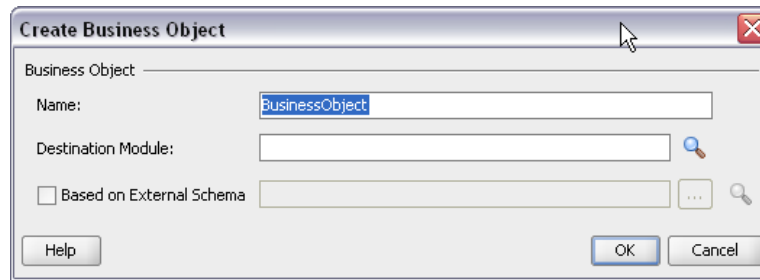 Create Business Object
Business Object
Name: BusinessObject
Destination Module:
Based on External Schema ...
Help OK Cancel